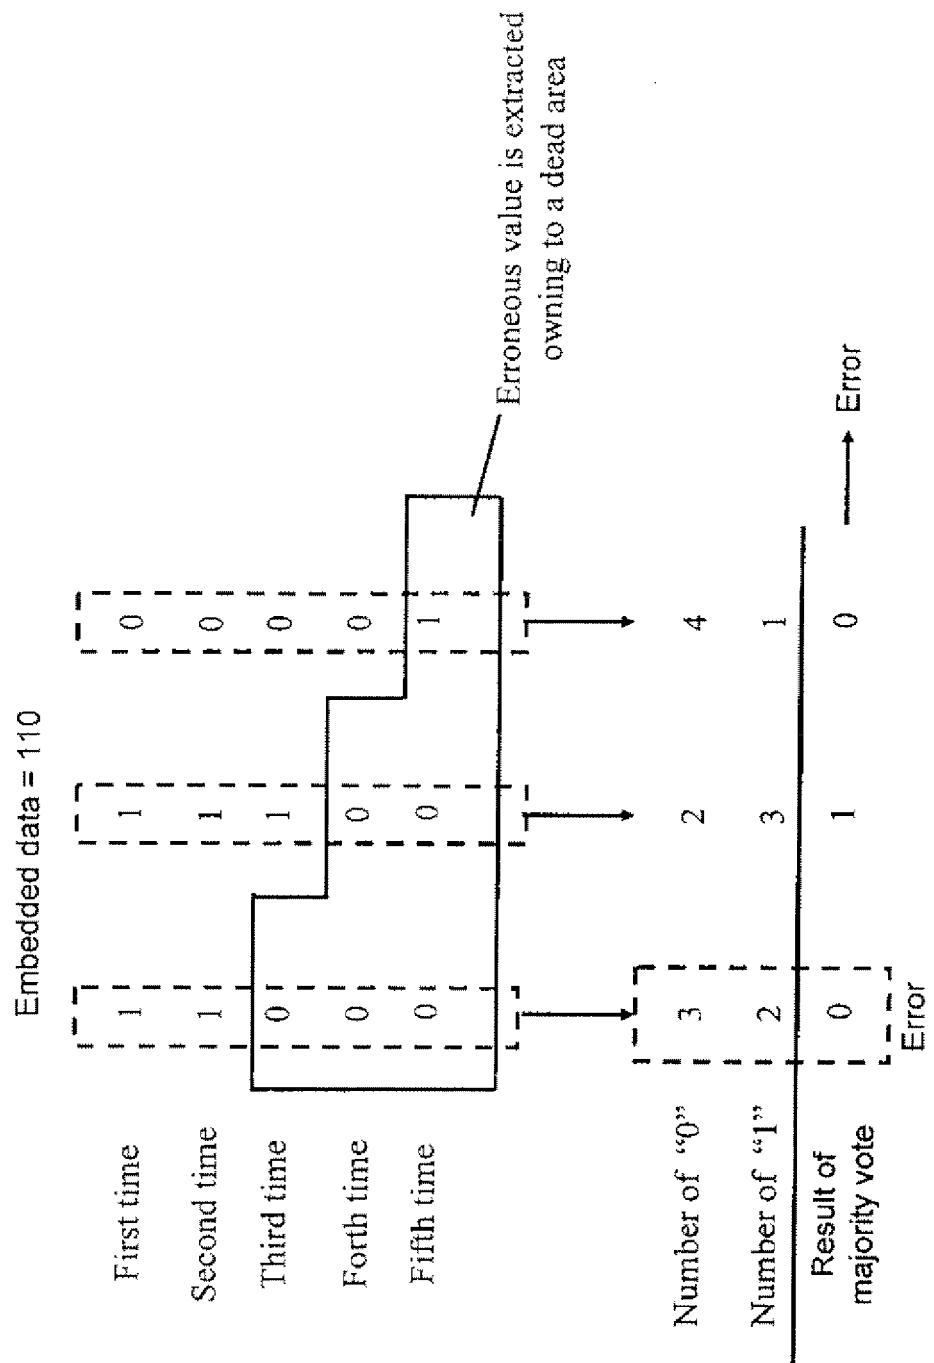 Embedded data = 110
First time 1 1 0
Second time 1 1 0
Third time 0 1 0
Forth time 0 0 0
Fifth time 0 0 1
Erroneous value is extracted
owning to a dead area
Number of “0” 3 2 4
Number of “1” 2 3 1
Result of
majority vote 0 1 0
Error
Error